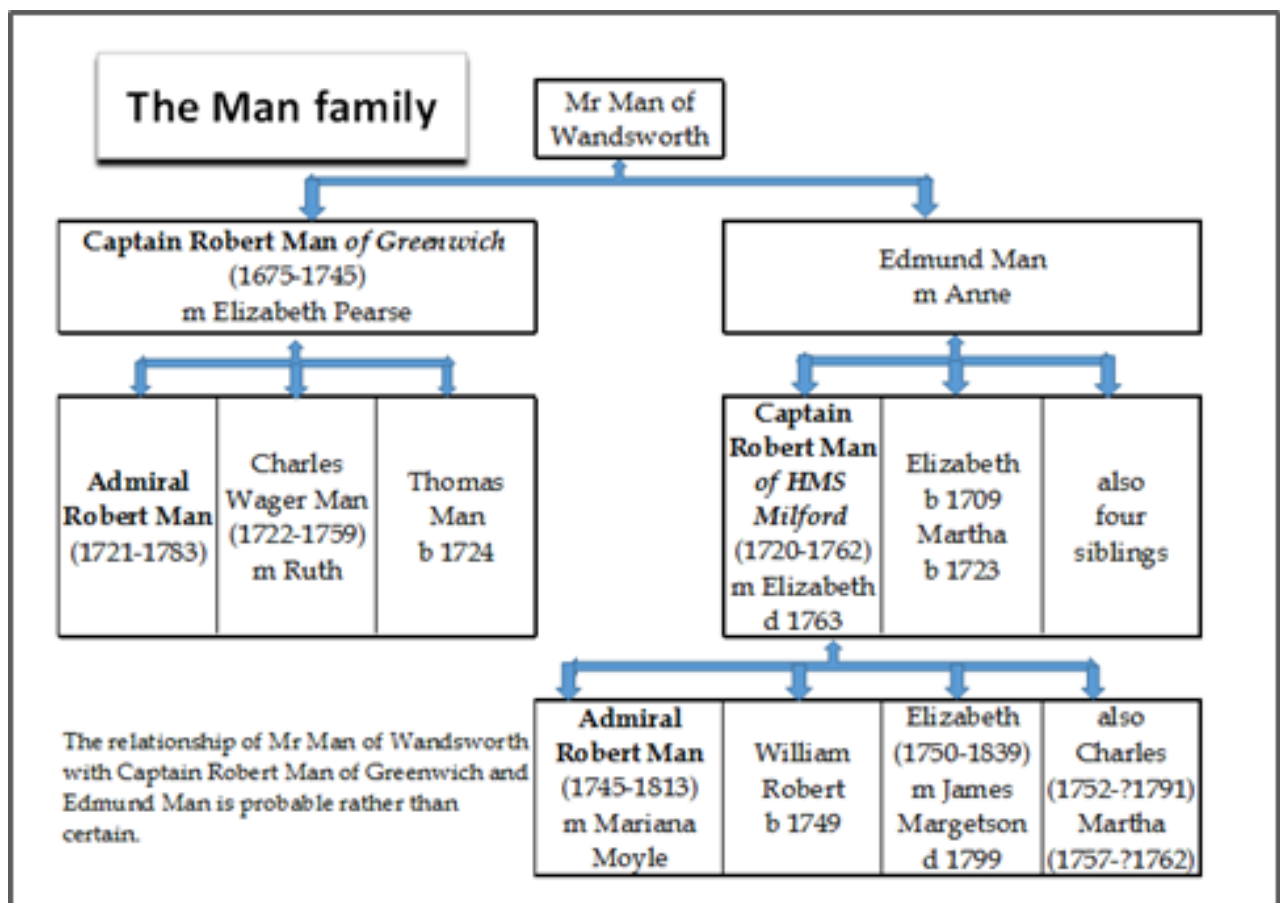 The Man family
Mr Man of
Wandsworth
Captain Robert Man of Greenwich
(1675-1745)
m Elizabeth Pearse
Edmund Man
m Anne
Admiral
Robert Man
(1721-1783)
Charles
Wager Man
(1722-1759)
m Ruth
Thomas
Man
b 1724
Captain
Robert Man
of HMS
Milford
(1720-1762)
m Elizabeth
d 1763
Elizabeth
b 1709
Martha
b 1723
also
four
siblings
Admiral
Robert Man
(1745-1813)
m Mariana
Moyle
William
Robert
b 1749
Elizabeth
(1750-1839)
m James
Margetson
d 1799
also
Charles
(1752-?1791)
Martha
(1757-?1762)
The relationship of Mr Man of Wandsworth
with Captain Robert Man of Greenwich and
Edmund Man is probable rather than
certain.